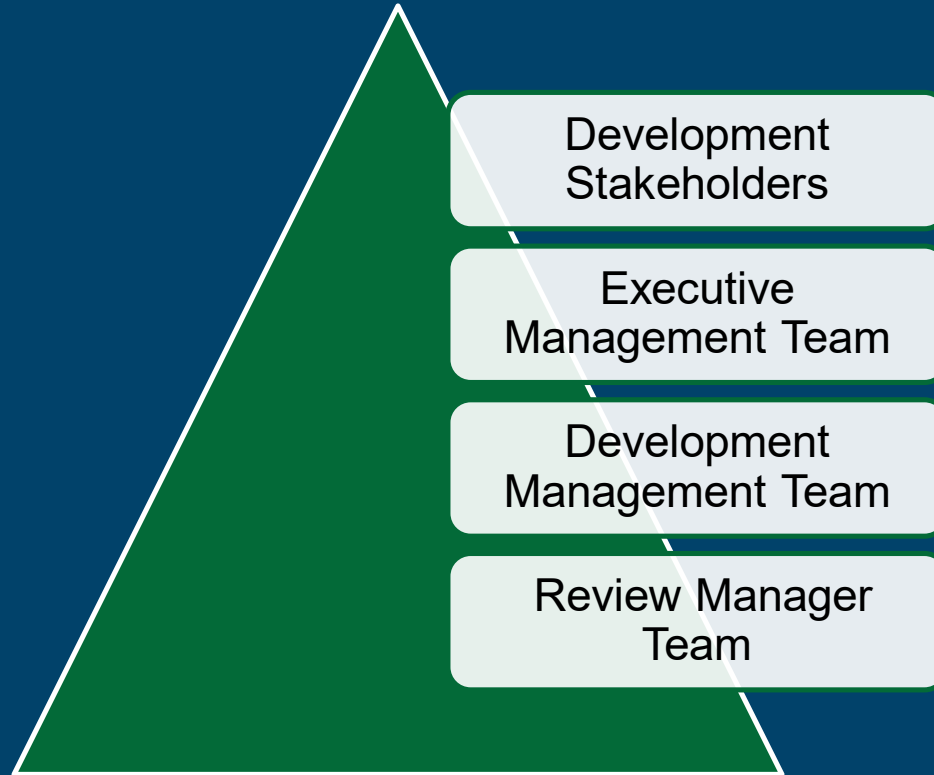 Development
Stakeholders
Executive
Management Team
Development
Management Team
Review Manager
Team